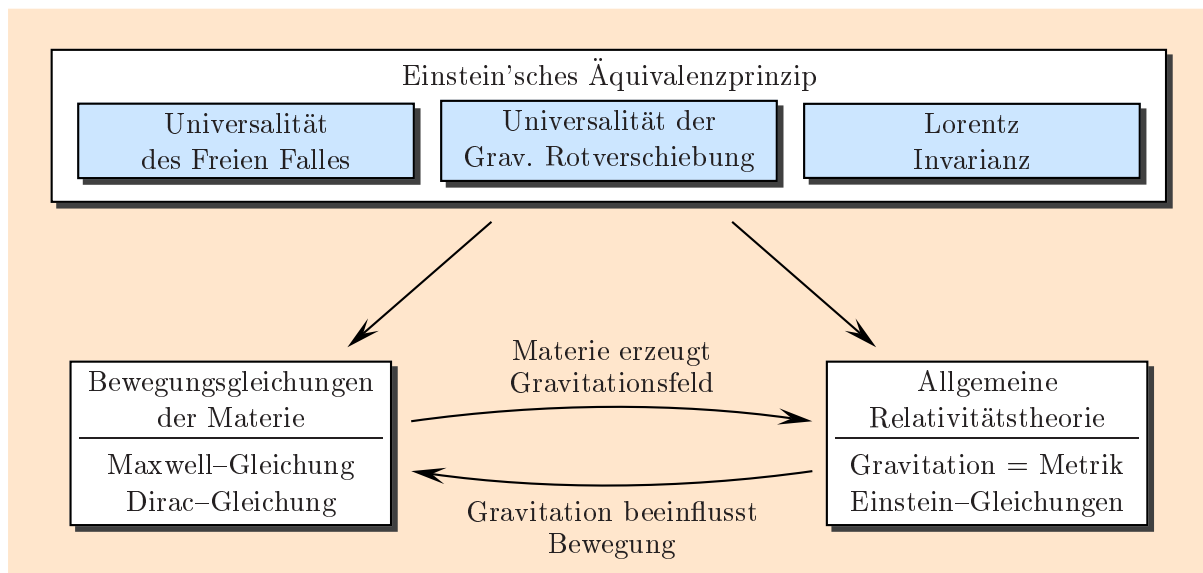 Einstein'sches Äquivalenzprinzip
Universalität
des Freien Falles
Universalität der
Grav. Rotverschiebung
Lorentz
Invarianz
Materie erzeugt
Gravitationsfeld
Bewegungsgleichungen
der Materie
Maxwell–Gleichung
Dirac–Gleichung
Allgemeine
Relativitätstheorie
Gravitation = Metrik
Einstein–Gleichungen
Gravitation beeinflusst
Bewegung